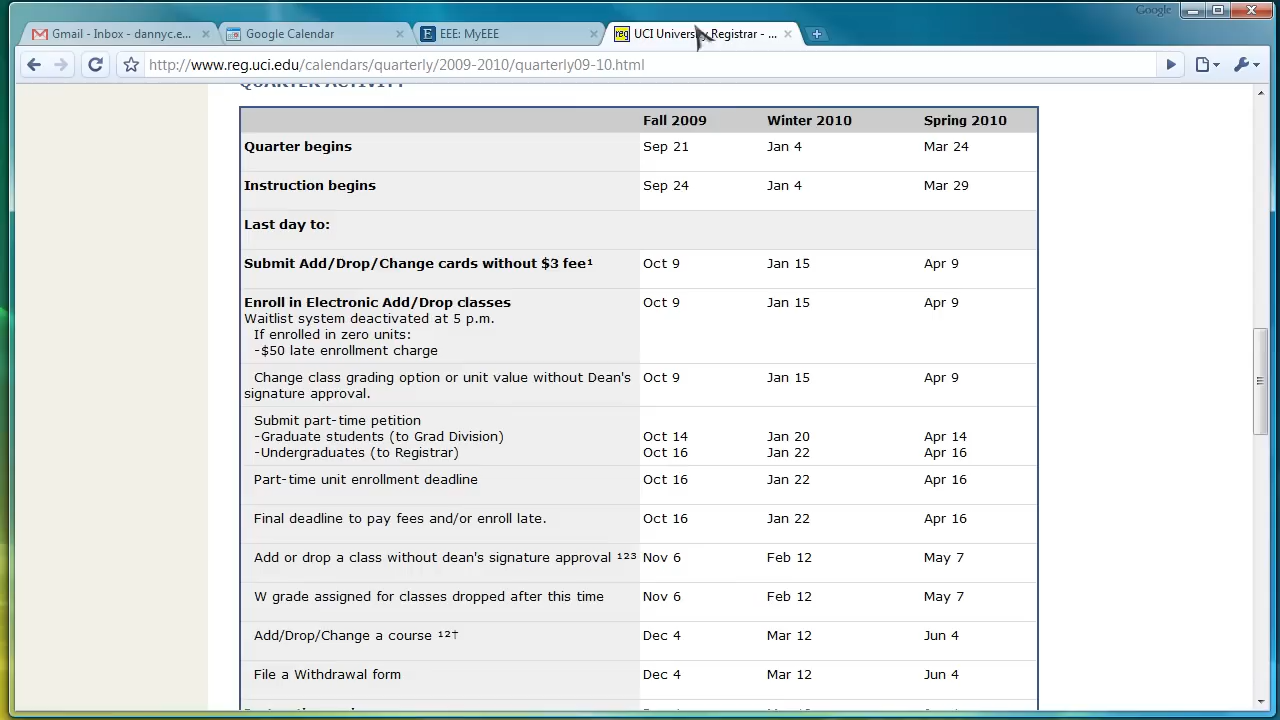 Google
Gmail - Inbox - dannyc.e...
Google Calendar
EEE: MyEEE
UCI University Registrar - ...
http://www.reg.uci.edu/calendars/quarterly/2009-2010/quarterly09-10.html
QUARTER ACTIVITY
Fall 2009 Winter 2010 Spring 2010
Quarter begins Sep 21 Jan 4 Mar 24
Instruction begins Sep 24 Jan 4 Mar 29
Last day to:
Submit Add/Drop/Change cards without $3 fee¹ Oct 9 Jan 15 Apr 9
Enroll in Electronic Add/Drop classes Oct 9 Jan 15 Apr 9
Waitlist system deactivated at 5 p.m.
If enrolled in zero units:
-$50 late enrollment charge
Change class grading option or unit value without Dean's Oct 9 Jan 15 Apr 9
signature approval.
Submit part-time petition
-Graduate students (to Grad Division) Oct 14 Jan 20 Apr 14
-Undergraduates (to Registrar) Oct 16 Jan 22 Apr 16
Part-time unit enrollment deadline Oct 16 Jan 22 Apr 16
Final deadline to pay fees and/or enroll late. Oct 16 Jan 22 Apr 16
Add or drop a class without dean's signature approval ¹²³ Nov 6 Feb 12 May 7
W grade assigned for classes dropped after this time Nov 6 Feb 12 May 7
Add/Drop/Change a course ¹²† Dec 4 Mar 12 Jun 4
File a Withdrawal form Dec 4 Mar 12 Jun 4